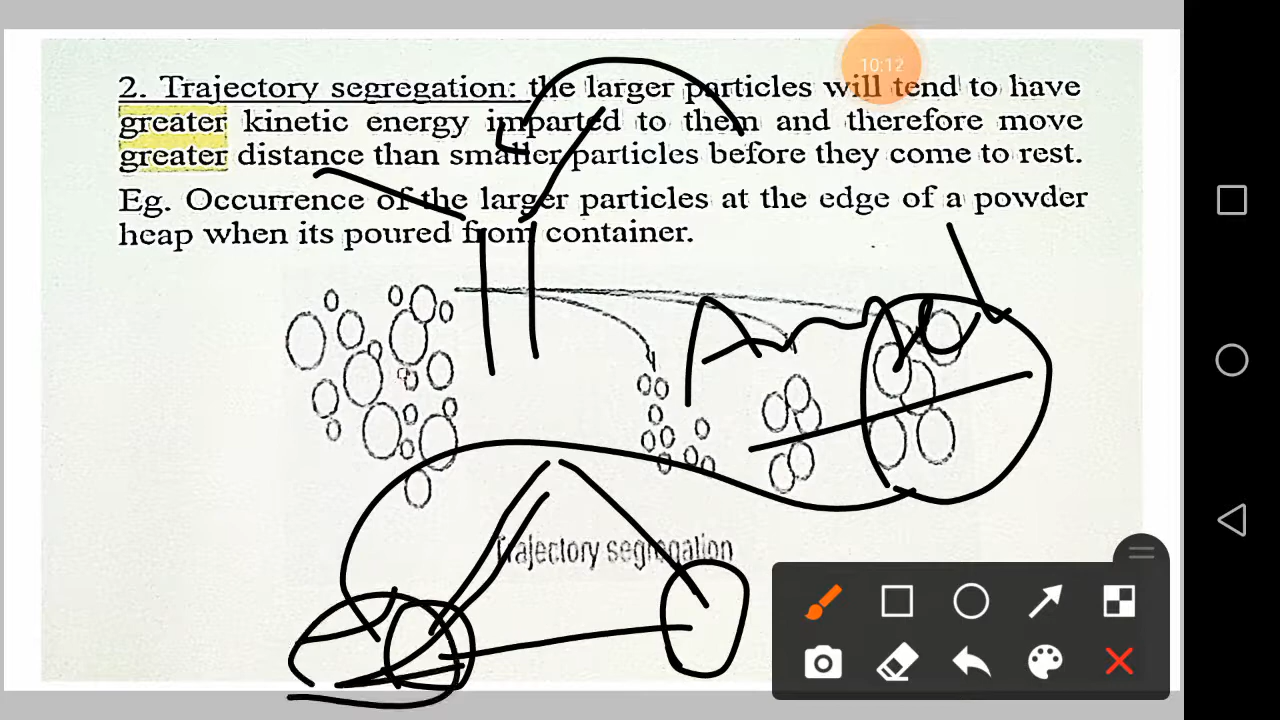 10:12
2. Trajectory segregation: the larger particles will tend to have
greater kinetic energy imparted to them and therefore move
greater distance than smaller particles before they come to rest.
Eg. Occurrence of the larger particles at the edge of a powder
heap when its poured from container.
Trajectory segregation